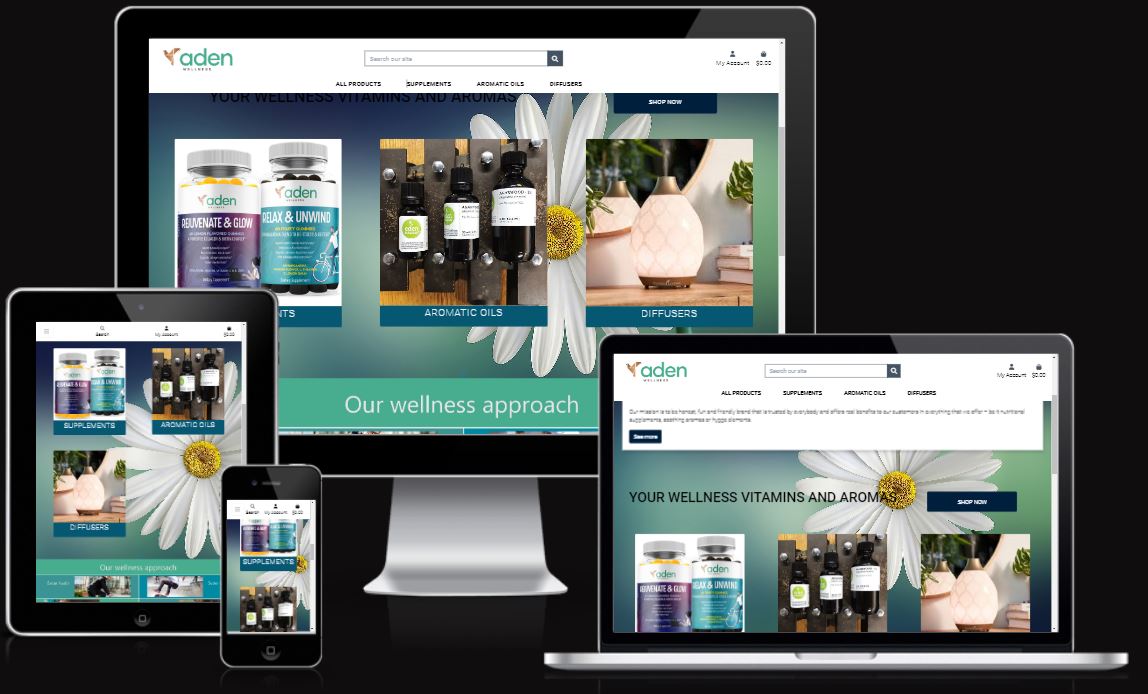 aden
WELLNESS
Search our site
My Account
$0.00
ALL PRODUCTS
SUPPLEMENTS
AROMATIC OILS
DIFFUSERS
YOUR WELLNESS VITAMINS AND AROMAS
SHOP NOW
aden
REJUVENATE & GLOW
aden
RELAX & UNWIND
eden
NTS
AROMATIC OILS
DIFFUSERS
Our wellness approach
Search
My Account
$0.00
SUPPLEMENTS
AROMATIC OILS
DIFFUSERS
Our wellness approach
Search
My Account
$0.00
SUPPLEMENTS
aden
WELLNESS
Search our site
My Account
$0.00
ALL PRODUCTS
SUPPLEMENTS
AROMATIC OILS
DIFFUSERS
Our mission is to be honest, fun and friendly brand that is trusted by everybody and offers real benefits to our customers in everything that we offer – be it nutritional
supplements, soothing aromas or hygge elements.
See more
YOUR WELLNESS VITAMINS AND AROMAS
SHOP NOW
aden
REJUVENATE & GLOW
aden
RELAX & UNWIND